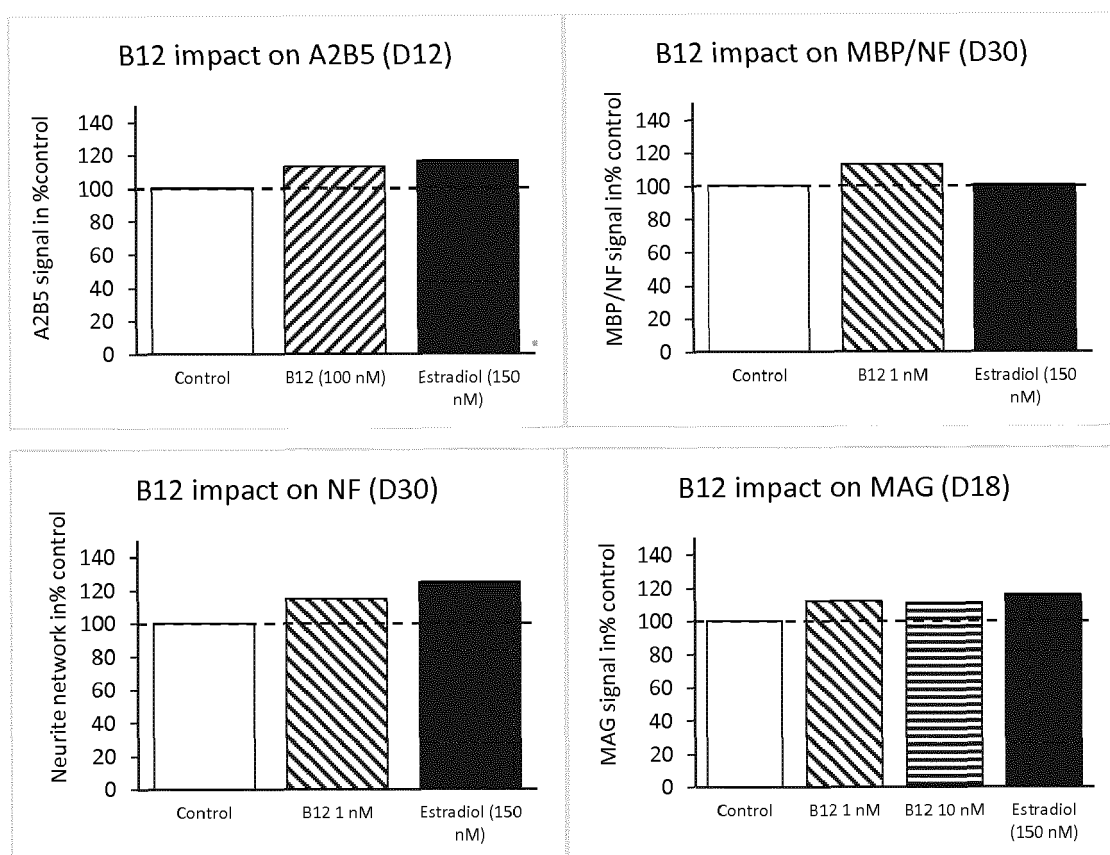 B12 impact on A2B5 (D12)
A2B5 signal in %control
140
120
100
80
60
40
20
0
Control
B12 (100 nM)
Estradiol (150
nM)
*
B12 impact on MBP/NF (D30)
MBP/NF signal in% control
140
120
100
80
60
40
20
0
Control
B12 1 nM
Estradiol (150
nM)
B12 impact on NF (D30)
Neurite network in% control
140
120
100
80
60
40
20
0
Control
B12 1 nM
Estradiol (150
nM)
B12 impact on MAG (D18)
MAG signal in% control
140
120
100
80
60
40
20
0
Control
B12 1 nM
B12 10 nM
Estradiol
(150 nM)